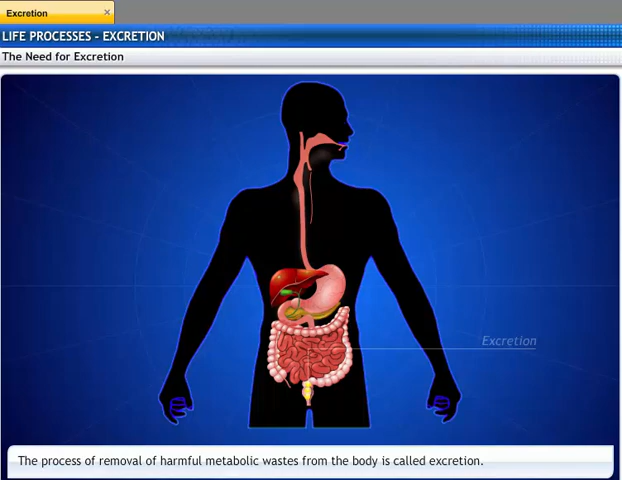 Excretion
LIFE PROCESSES - EXCRETION
The Need for Excretion
Excretion
The process of removal of harmful metabolic wastes from the body is called excretion.